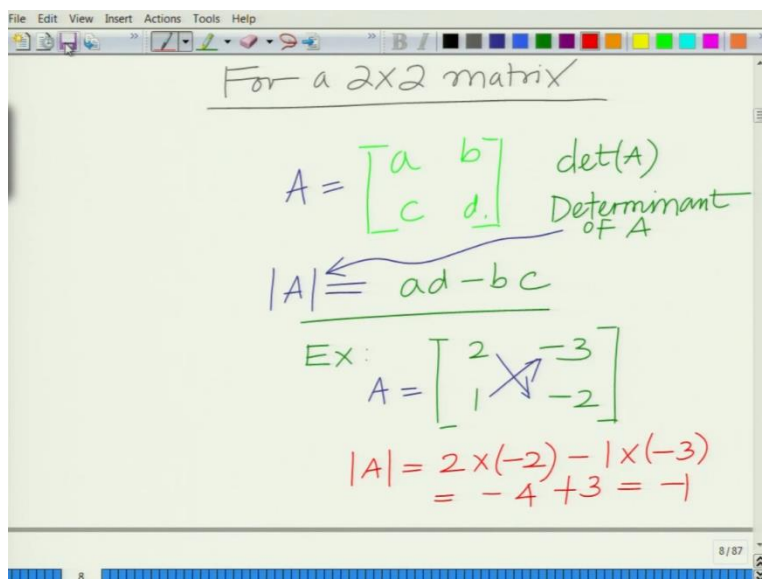 File Edit View Insert Actions Tools Help
B I
For a 2x2 matrix
A = [a b
c d.]
det(A)
Determinant
OF A
|A| = ad - bc
Ex:
A = [2 -3
1 -2]
|A| = 2 x (-2) - 1 x (-3)
= -4 + 3 = -1
8/87
8